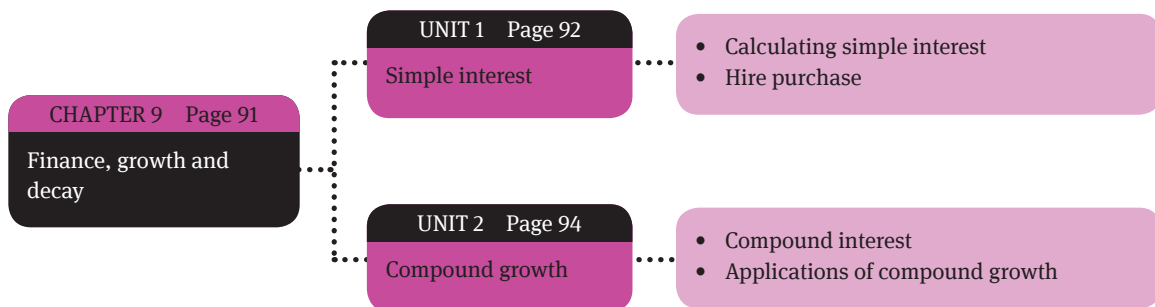 CHAPTER 9 Page 91
Finance, growth and
decay
UNIT 1 Page 92
Simple interest
• Calculating simple interest
• Hire purchase
UNIT 2 Page 94
Compound growth
• Compound interest
• Applications of compound growth